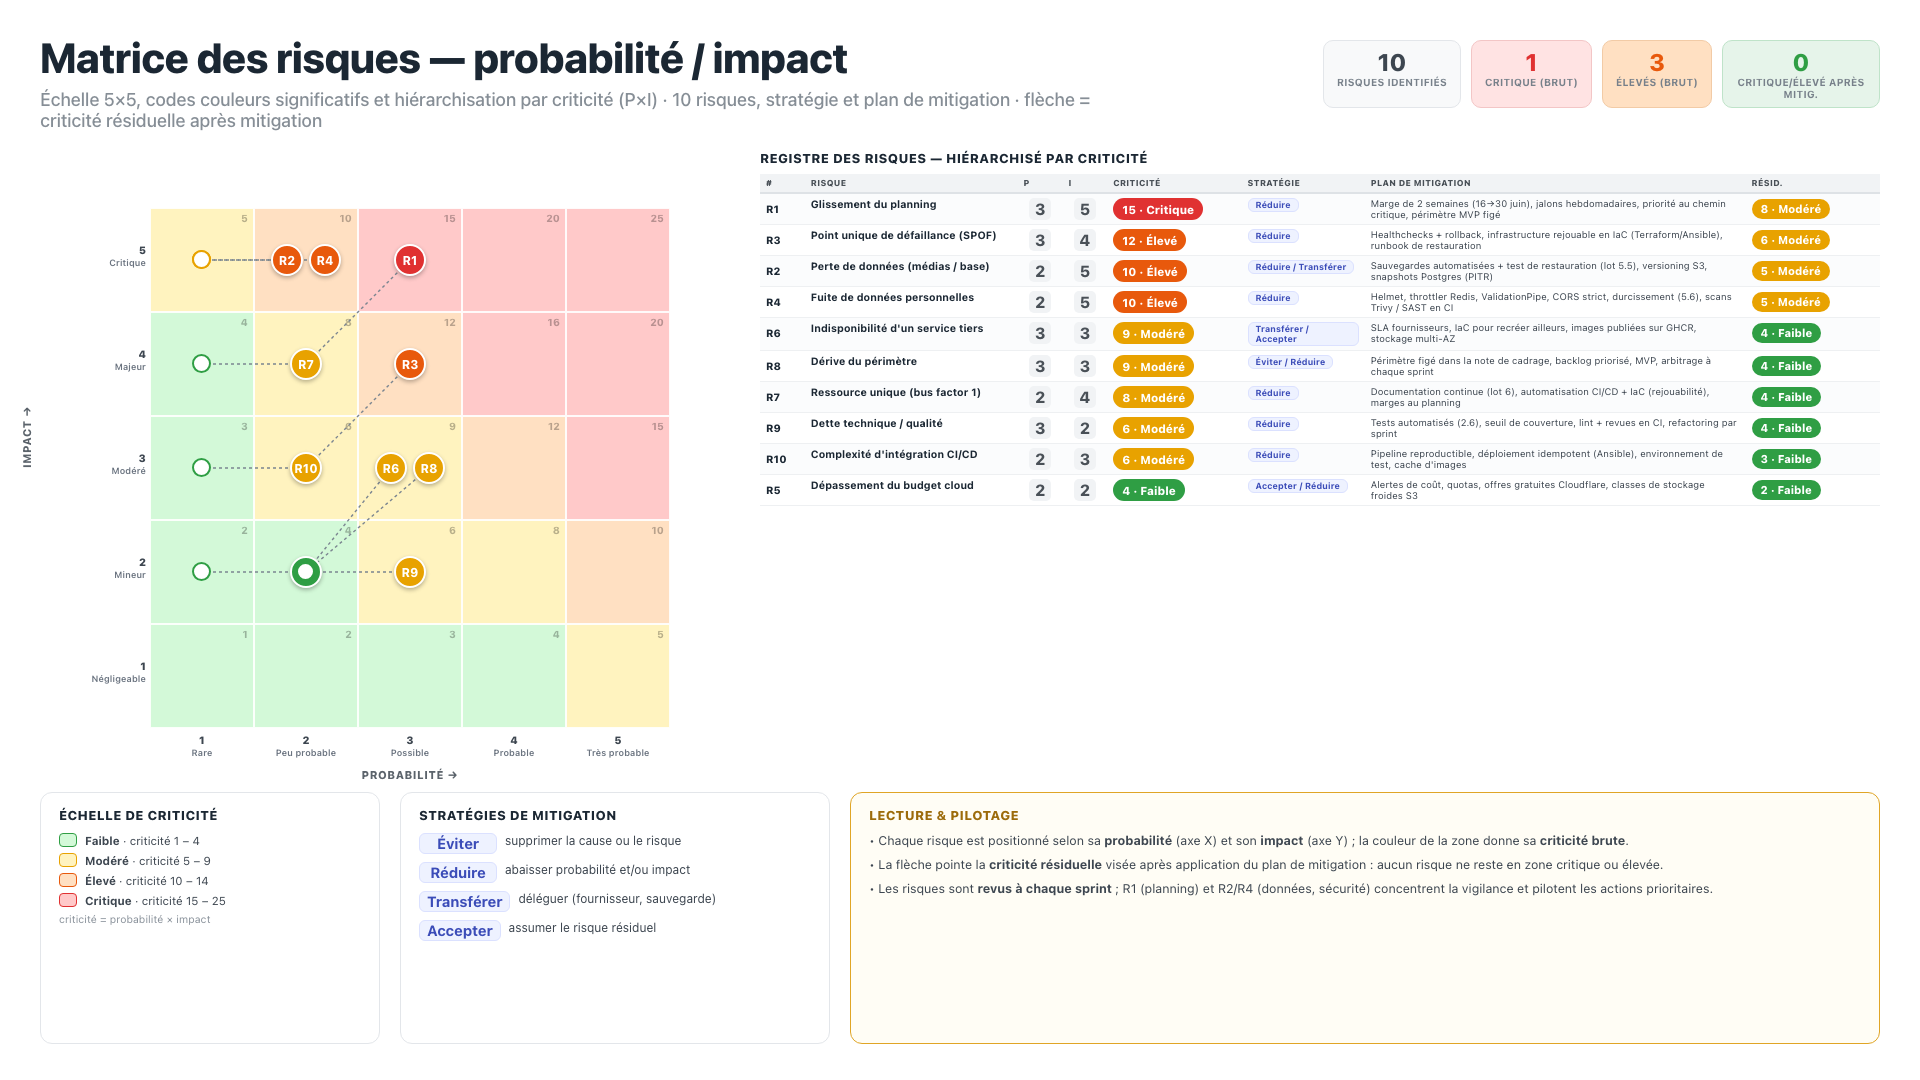 Matrice des risques — probabilité / impact
Échelle 5×5, codes couleurs significatifs et hiérarchisation par criticité (P×I) · 10 risques, stratégie et plan de mitigation · flèche =
criticité résiduelle après mitigation
10
RISQUES IDENTIFIÉS
1
CRITIQUE (BRUT)
3
ÉLEVÉS (BRUT)
0
CRITIQUE/ÉLEVÉ APRÈS
MITIG.
IMPACT →
5
Critique
5 10 15 20 25
R2 R4 R1
4
Majeur
4 8 12 16 20
R7 R3
3
Modéré
3 6 9 12 15
R10 R6 R8
2
Mineur
2 4 6 8 10
R9
1
Négligeable
1 2 3 4 5
1 2 3 4 5
Rare Peu probable Possible Probable Très probable
PROBABILITÉ →
REGISTRE DES RISQUES — HIÉRARCHISÉ PAR CRITICITÉ
# RISQUE P I CRITICITÉ STRATÉGIE PLAN DE MITIGATION RÉSID.
R1 Glissement du planning 3 5 15 · Critique Réduire Marge de 2 semaines (16→30 juin), jalons hebdomadaires, priorité au chemin
critique, périmètre MVP figé 8 · Modéré
R3 Point unique de défaillance (SPOF) 3 4 12 · Élevé Réduire Healthchecks + rollback, infrastructure rejouable en IaC (Terraform/Ansible),
runbook de restauration 6 · Modéré
R2 Perte de données (médias / base) 2 5 10 · Élevé Réduire / Transférer Sauvegardes automatisées + test de restauration (lot 5.5), versioning S3,
snapshots Postgres (PITR) 5 · Modéré
R4 Fuite de données personnelles 2 5 10 · Élevé Réduire Helmet, throttler Redis, ValidationPipe, CORS strict, durcissement (5.6), scans
Trivy / SAST en CI 5 · Modéré
R6 Indisponibilité d'un service tiers 3 3 9 · Modéré Transférer / Accepter SLA fournisseurs, IaC pour recréer ailleurs, images publiées sur GHCR,
stockage multi-AZ 4 · Faible
R8 Dérive du périmètre 3 3 9 · Modéré Éviter / Réduire Périmètre figé dans la note de cadrage, backlog priorisé, MVP, arbitrage à
chaque sprint 4 · Faible
R7 Ressource unique (bus factor 1) 2 4 8 · Modéré Réduire Documentation continue (lot 6), automatisation CI/CD + IaC (rejouabilité),
marges au planning 4 · Faible
R9 Dette technique / qualité 3 2 6 · Modéré Réduire Tests automatisés (2.6), seuil de couverture, lint + revues en CI, refactoring par
sprint 4 · Faible
R10 Complexité d'intégration CI/CD 2 3 6 · Modéré Réduire Pipeline reproductible, déploiement idempotent (Ansible), environnement de
test, cache d'images 3 · Faible
R5 Dépassement du budget cloud 2 2 4 · Faible Accepter / Réduire Alertes de coût, quotas, offres gratuites Cloudflare, classes de stockage
froides S3 2 · Faible
ÉCHELLE DE CRITICITÉ
Faible · criticité 1 – 4
Modéré · criticité 5 – 9
Élevé · criticité 10 – 14
Critique · criticité 15 – 25
criticité = probabilité × impact
STRATÉGIES DE MITIGATION
Éviter supprimer la cause ou le risque
Réduire abaisser probabilité et/ou impact
Transférer déléguer (fournisseur, sauvegarde)
Accepter assumer le risque résiduel
LECTURE & PILOTAGE
· Chaque risque est positionné selon sa probabilité (axe X) et son impact (axe Y) ; la couleur de la zone donne sa criticité brute.
· La flèche pointe la criticité résiduelle visée après application du plan de mitigation : aucun risque ne reste en zone critique ou élevée.
· Les risques sont revus à chaque sprint ; R1 (planning) et R2/R4 (données, sécurité) concentrent la vigilance et pilotent les actions prioritaires.